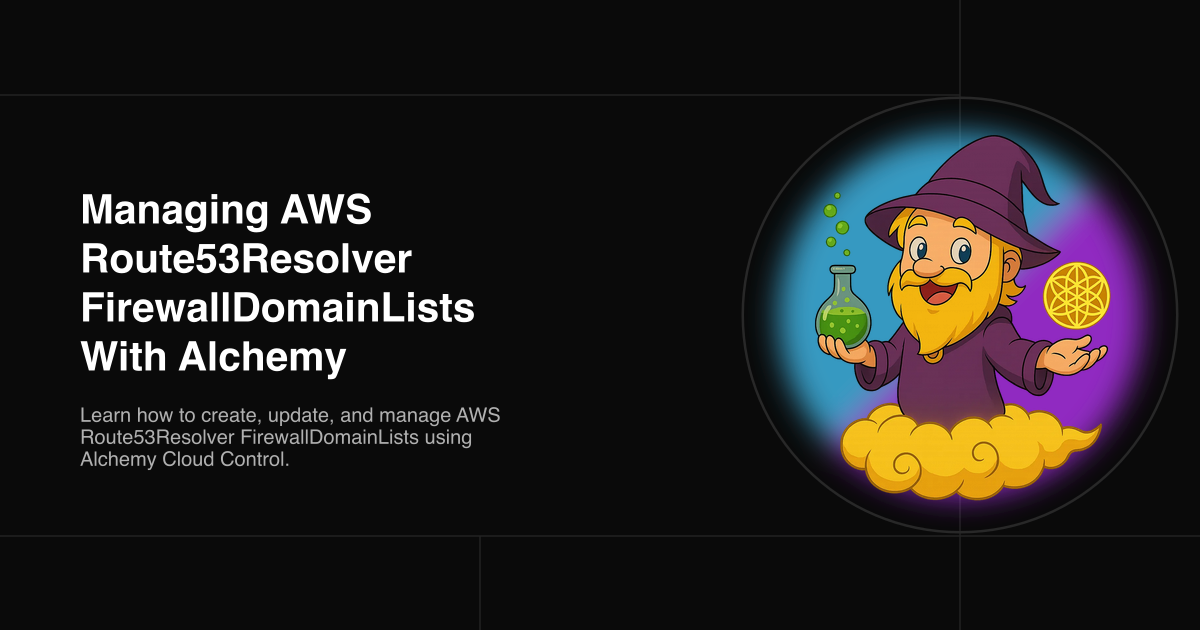 Managing AWS
Route53Resolver
FirewallDomainLists
With Alchemy
Learn how to create, update, and manage AWS
Route53Resolver FirewallDomainLists using
Alchemy Cloud Control.